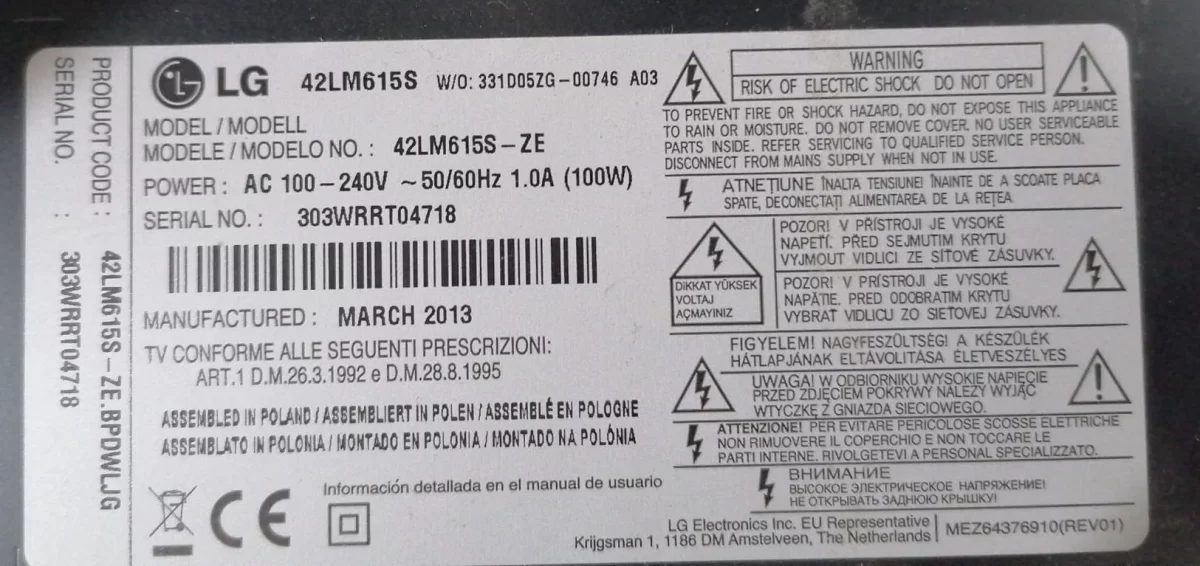 PRODUCT CODE : 42LM615S-ZE.BPDWLJG
SERIAL NO. : 303WRRT04718
LG 42LM615S W/O: 331D05ZG-00746 A03
MODEL / MODELL
MODELE / MODELO NO. : 42LM615S-ZE
POWER : AC 100-240V ~50/60Hz 1.0A (100W)
SERIAL NO. : 303WRRT04718
MANUFACTURED : MARCH 2013
TV CONFORME ALLE SEGUENTI PRESCRIZIONI:
ART.1 D.M.26.3.1992 e D.M.28.8.1995
ASSEMBLED IN POLAND / ASSEMBLIERT IN POLEN / ASSEMBLÉ EN POLOGNE
ASSEMBLATO IN POLONIA / MONTADO EN POLONIA / MONTADO NA POLÓNIA
Información detallada en el manual de usuario
CE
WARNING
RISK OF ELECTRIC SHOCK DO NOT OPEN
TO PREVENT FIRE OR SHOCK HAZARD, DO NOT EXPOSE THIS APPLIANCE
TO RAIN OR MOISTURE. DO NOT REMOVE COVER. NO USER SERVICEABLE
PARTS INSIDE. REFER SERVICING TO QUALIFIED SERVICE PERSON.
DISCONNECT FROM MAINS SUPPLY WHEN NOT IN USE.
ATNEŢIUNE ÎNALTA TENSIUNE! ÎNAINTE DE A SCOATE PLACA
SPATE, DECONECTAŢI ALIMENTAREA DE LA REŢEA
DIKKAT YÜKSEK
VOLTAJ
AÇMAYINIZ
POZOR! V PŘÍSTROJI JE VYSOKÉ
NAPETÍ. PŘED SEJMUTIM KRYTU
VYJMOUT VIDLICI ZE SÍŤOVÉ ZÁSUVKY.
POZOR! V PRÍSTROJI JE VYSOKÉ
NAPÄTIE. PRED ODOBRATIM KRYTU
VYBRAŤ VIDLICU ZO SIEŤOVEJ ZÁSUVKY.
FIGYELEM! NAGYFESZÜLTSÉG! A KÉSZÜLÉK
HÁTLAPJÁNAK ELTÁVOLITÁSA ÉLETVESZÉLYES
UWAGA! W ODBIORNIKU WYSOKIE NAPIĘCIE
PRZED ZDJĘCIEM POKRYWY NALEŻY WYJĄĆ
WTYCZKĘ Z GNIAZDA SIECIOWEGO.
ATTENZIONE! PER EVITARE PERICOLOSE SCOSSE ELETTRICHE
NON RIMUOVERE IL COPERCHIO E NON TOCCARE LE
PARTI INTERNE. RIVOLGETEVI A PERSONAL SPECIALIZZATO.
ВНИМАНИЕ
ВЫСОКОЕ ЭЛЕКТРИЧЕСКОЕ НАПРЯЖЕНИЕ!
НЕ ОТКРЫВАТЬ ЗАДНЮЮ КРЫШКУ!
LG Electronics Inc. EU Representative
Krijgsman 1, 1186 DM Amstelveen, The Netherlands
MEZ64376910(REV01)